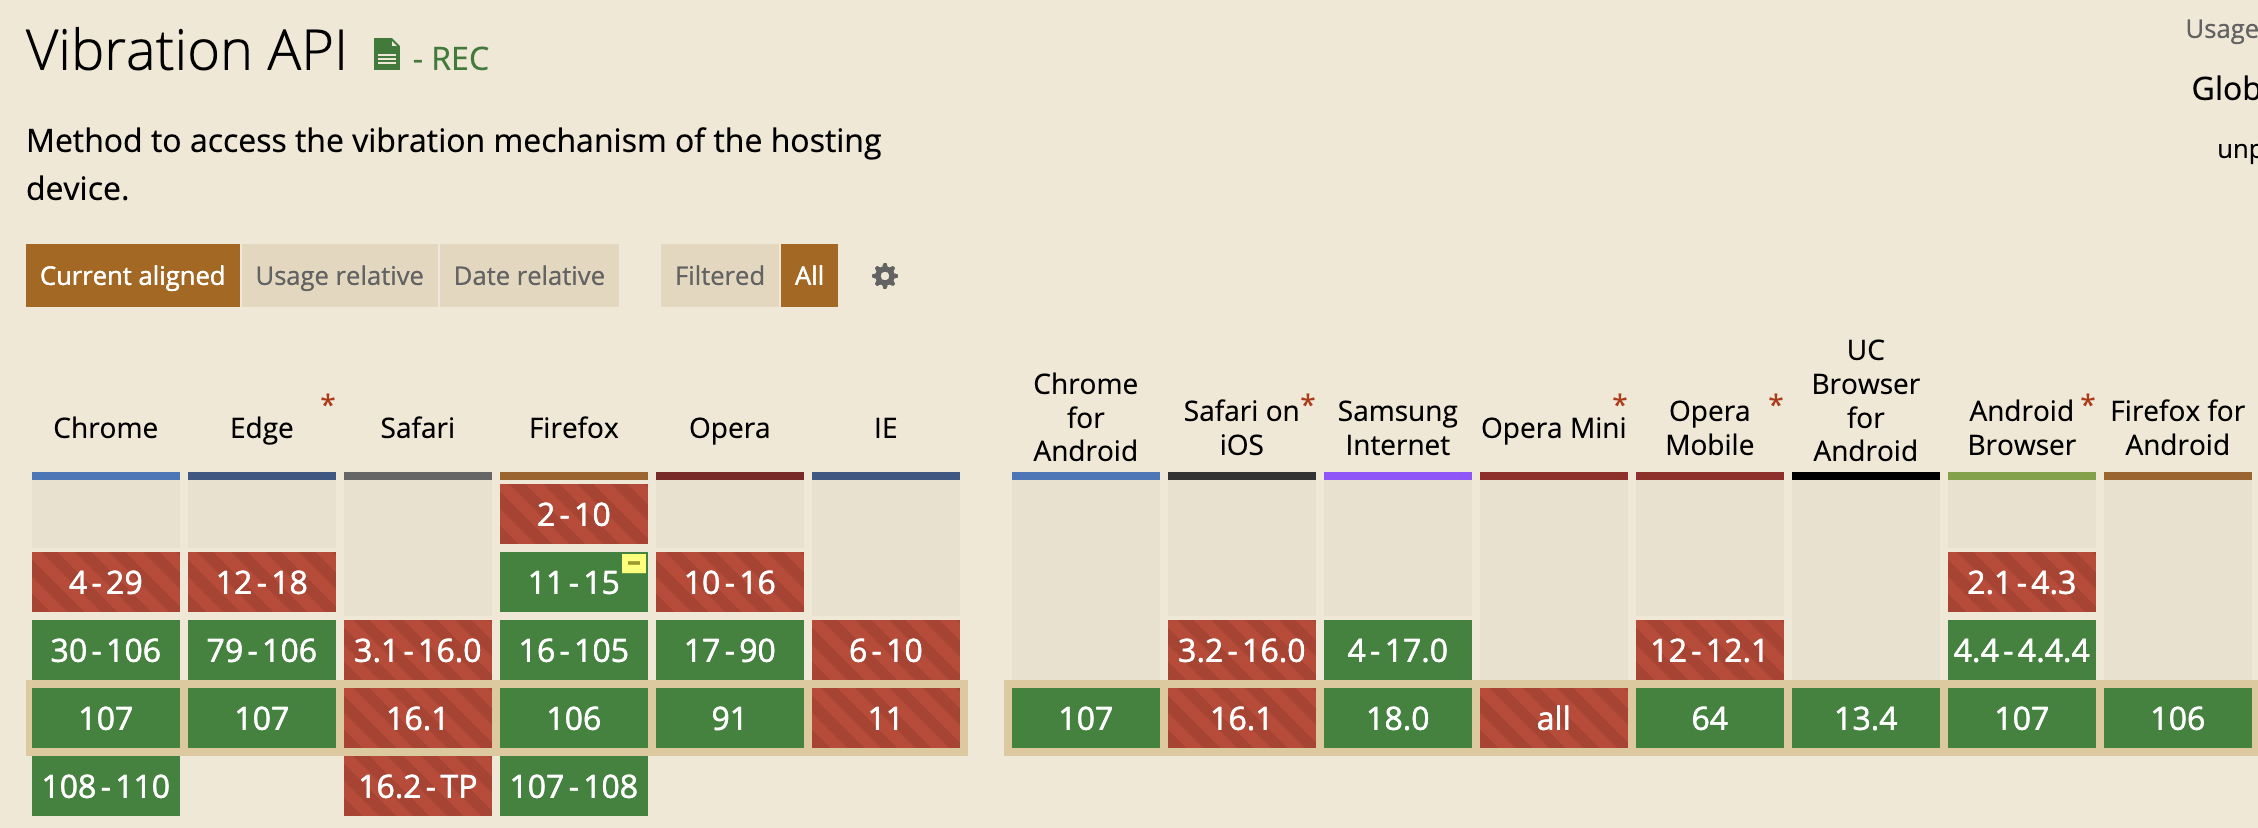 Vibration API - REC
Usage
Glob
unp
Method to access the vibration mechanism of the hosting
device.
Current aligned Usage relative Date relative Filtered All
Chrome Edge * Safari Firefox Opera IE
Chrome for Android Safari on iOS * Samsung Internet Opera Mini * Opera Mobile * UC Browser for Android Android Browser * Firefox for Android
2-10
4-29 12-18 11-15 10-16 2.1-4.3
30-106 79-106 3.1-16.0 16-105 17-90 6-10 3.2-16.0 4-17.0 12-12.1 4.4-4.4.4
107 107 16.1 106 91 11 107 16.1 18.0 all 64 13.4 107 106
108-110 16.2-TP 107-108